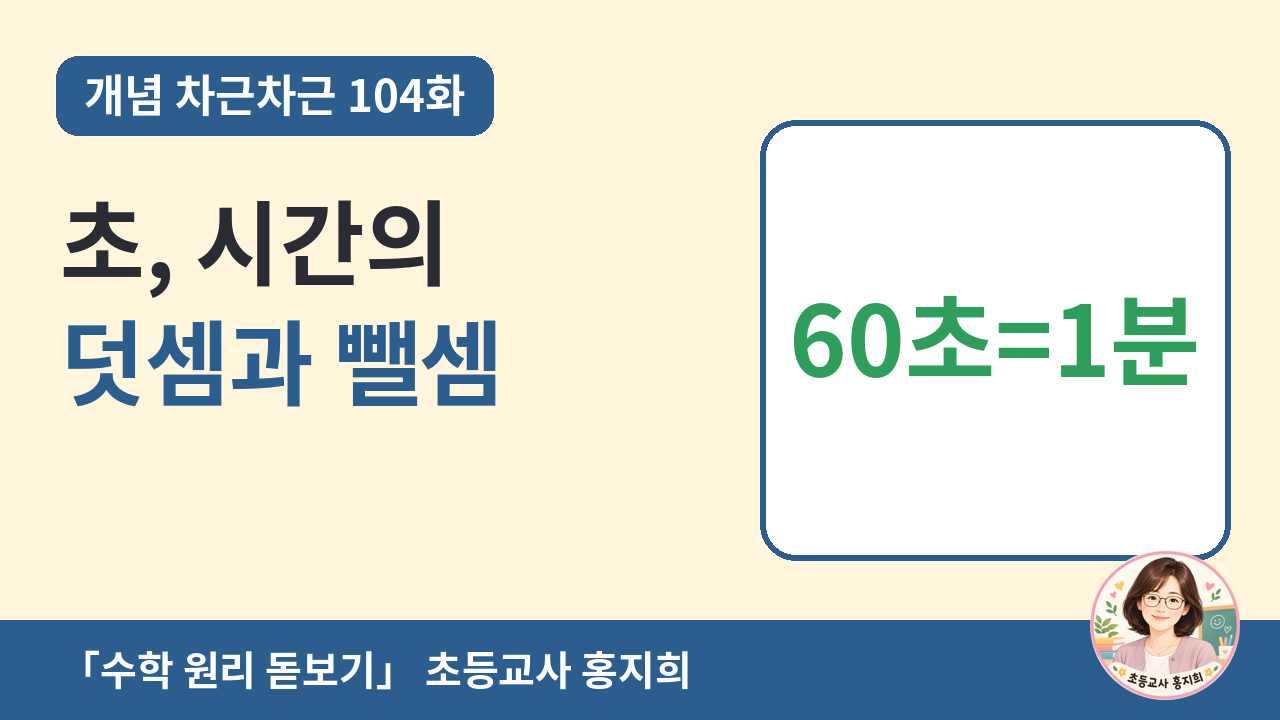 개념 차근차근 104화
초, 시간의
덧셈과 뺄셈
60초=1분
「수학 원리 돋보기」 초등교사 홍지희
초등교사 홍지희